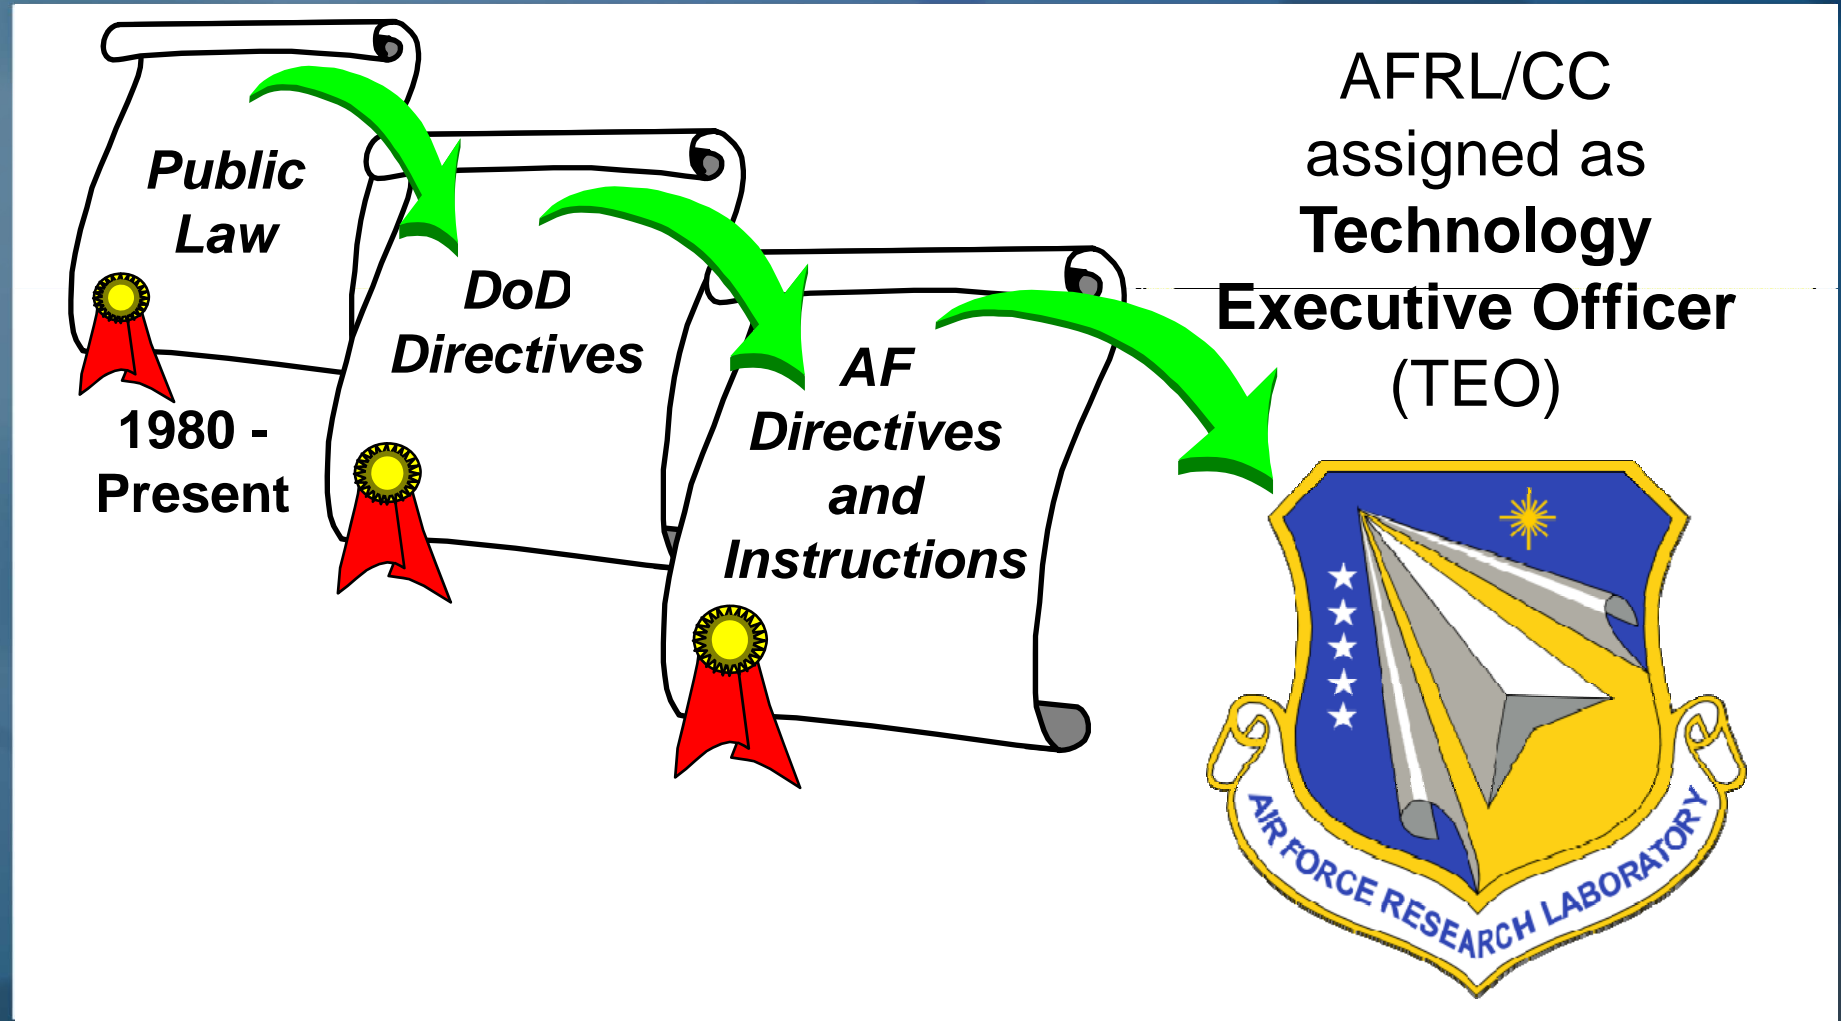 Public
Law
1980 -
Present
DoD
Directives
AF
Directives
and
Instructions
AFRL/CC
assigned as
Technology
Executive Officer
(TEO)
AIR FORCE RESEARCH LABORATORY